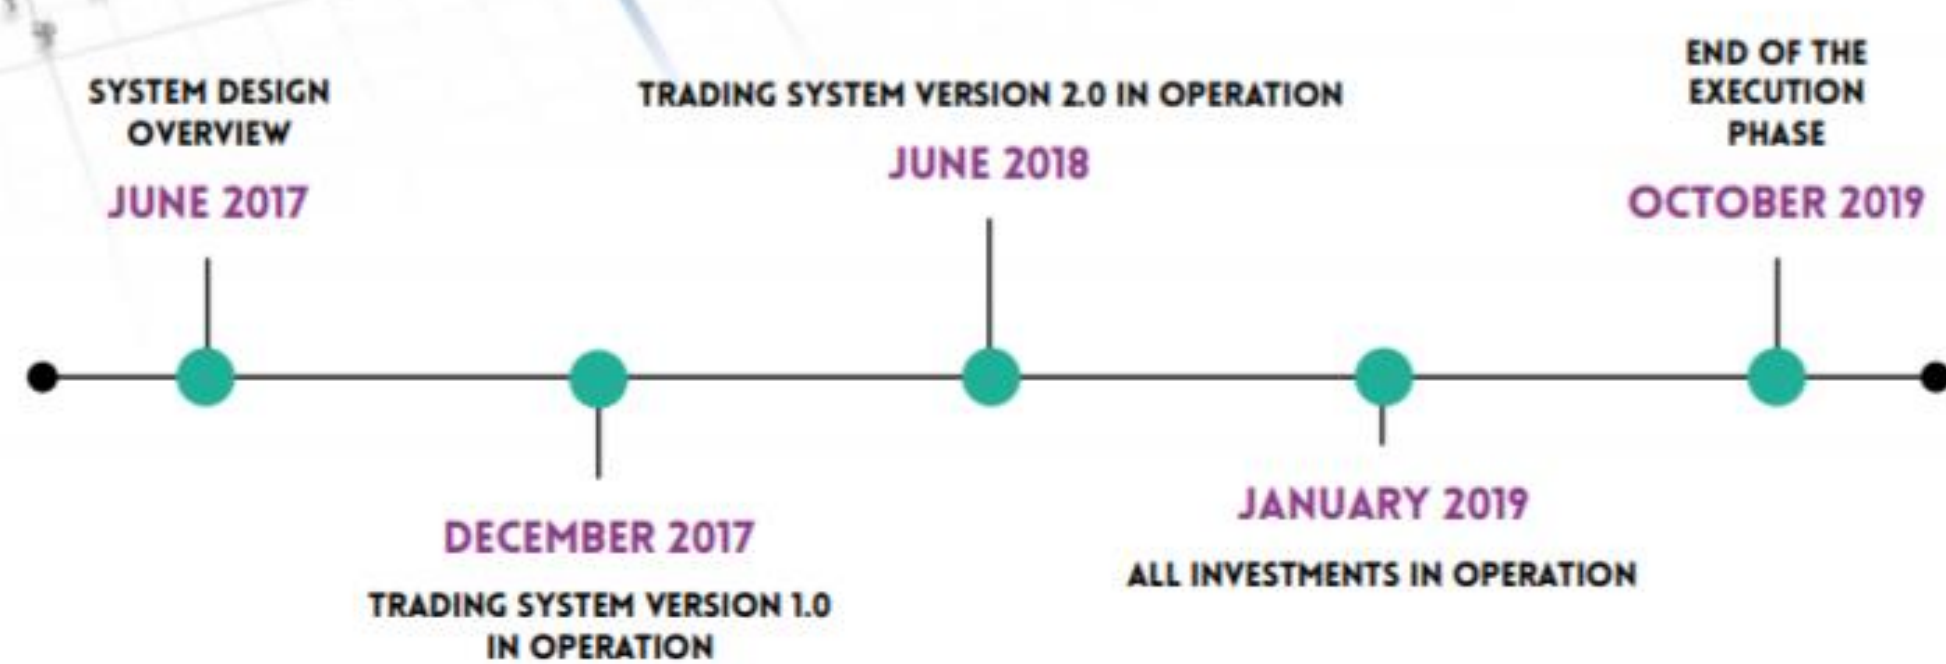 SYSTEM DESIGN
OVERVIEW
JUNE 2017
DECEMBER 2017
TRADING SYSTEM VERSION 1.0
IN OPERATION
TRADING SYSTEM VERSION 2.0 IN OPERATION
JUNE 2018
JANUARY 2019
ALL INVESTMENTS IN OPERATION
END OF THE
EXECUTION
PHASE
OCTOBER 2019